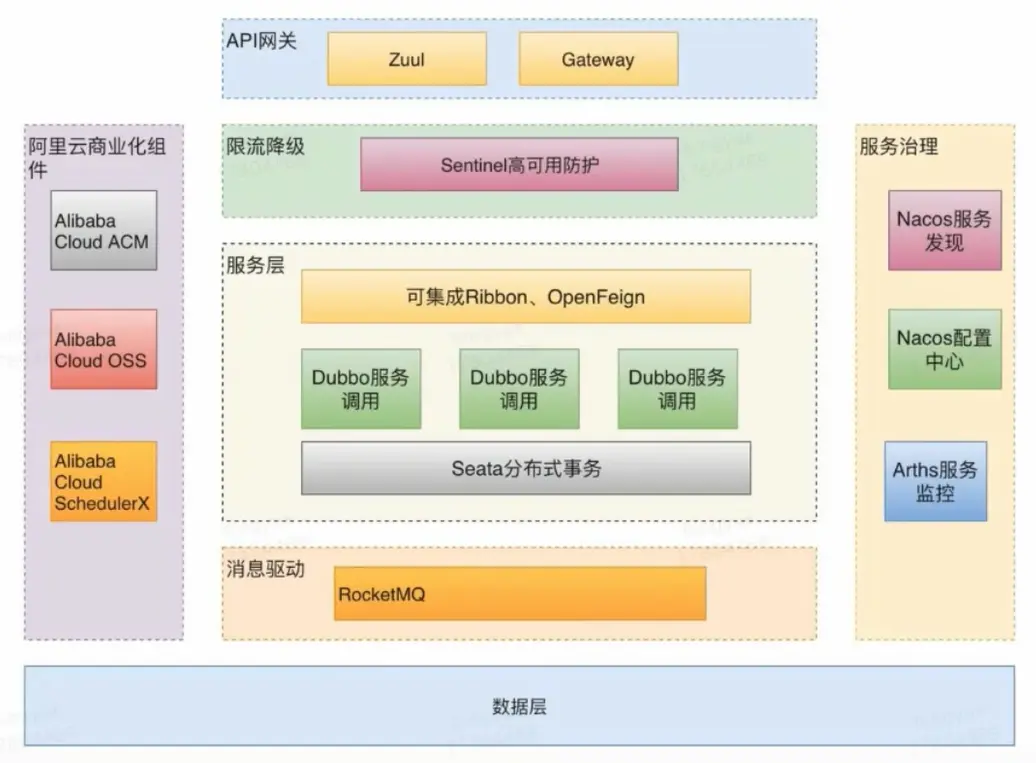 API网关
Zuul
Gateway
阿里云商业化组
件
Alibaba
Cloud ACM
Alibaba
Cloud OSS
Alibaba
Cloud
SchedulerX
限流降级
Sentinel高可用防护
服务层
可集成Ribbon、OpenFeign
Dubbo服务
调用
Dubbo服务
调用
Dubbo服务
调用
Seata分布式事务
消息驱动
RocketMQ
服务治理
Nacos服务
发现
Nacos配置
中心
Arths服务
监控
数据层